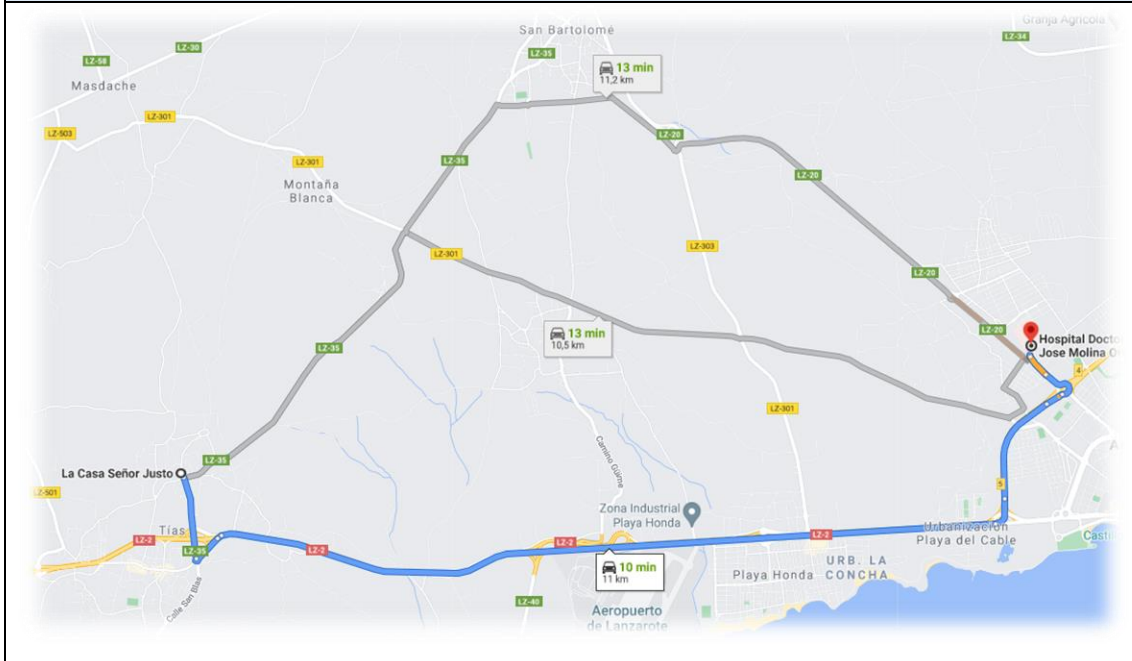 Granja Agrícola
San Bartolomé
LZ-30
LZ-35
LZ-34
LZ-58
Masdache
13 min
11,2 km
LZ-301
LZ-503
LZ-20
LZ-301
LZ-35
LZ-20
Montaña
Blanca
LZ-301
LZ-303
LZ-20
LZ-20
13 min
10,5 km
LZ-35
Hospital Docto
Jose Molina O
4
LZ-301
La Casa Señor Justo
LZ-35
Camino Güime
LZ-501
5
Zona Industrial
Playa Honda
Tías
LZ-2
LZ-35
LZ-2
LZ-2
LZ-2
Urbanización
Playa del Cable
Casti
10 min
11 km
URB. LA
CONCHA
Playa Honda
Calle San Blas
LZ-40
Aeropuerto
de Lanzarote